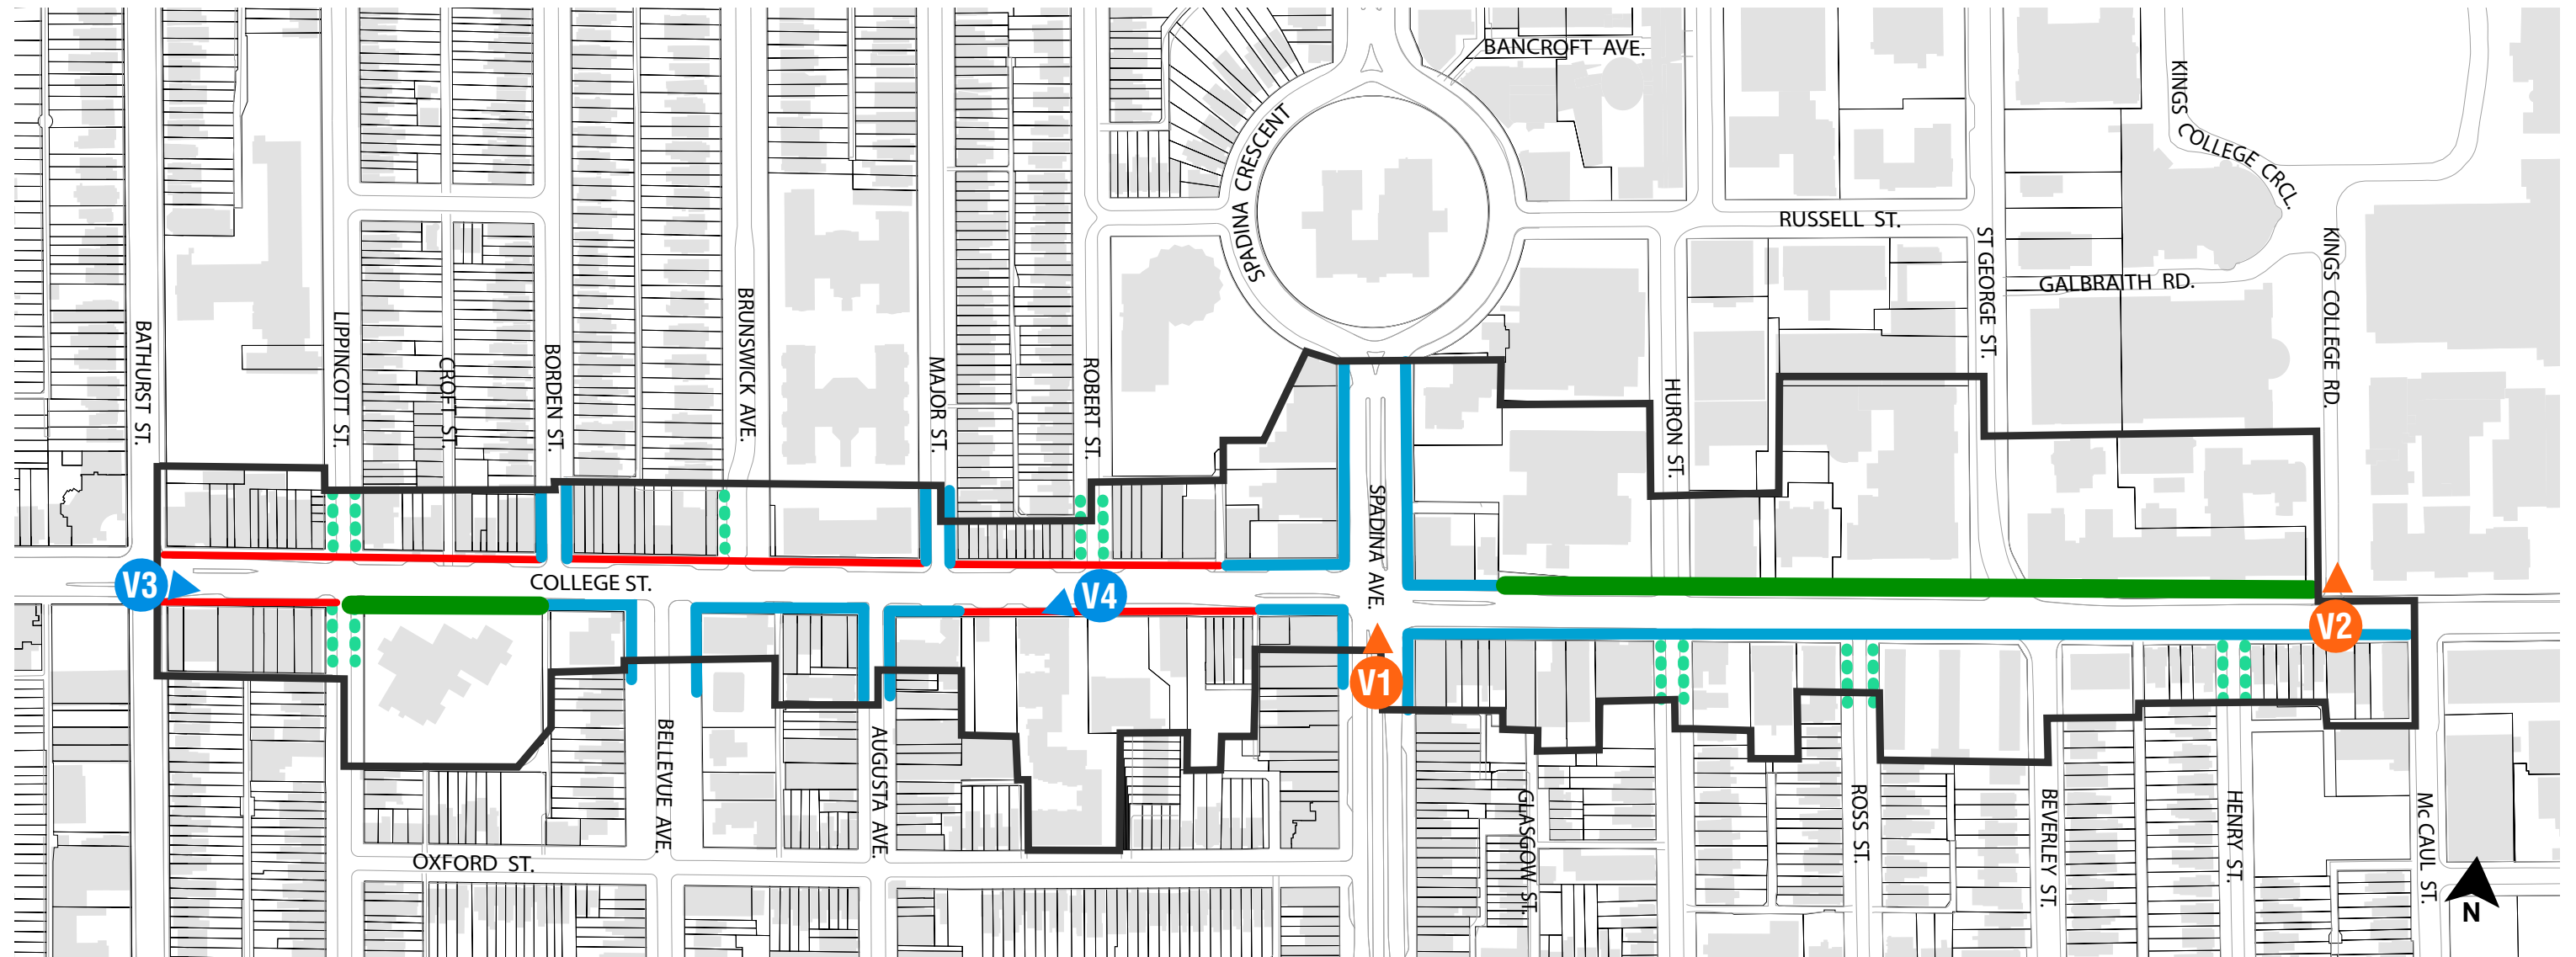 BANCROFT AVE.
KINGS COLLEGE CRCL.
SPADINA CRESCENT
RUSSELL ST.
ST GEORGE ST.
KINGS COLLEGE RD.
GALBRAITH RD.
BATHURST ST.
LIPPINCOTT ST.
CROFT ST.
BORDEN ST.
BRUNSWICK AVE.
MAJOR ST.
ROBERT ST.
HURON ST.
SPADINA AVE.
COLLEGE ST.
V3
V4
V2
V1
BELLEVUE AVE.
AUGUSTA AVE.
GLASGOW ST.
ROSS ST.
BEVERLEY ST.
HENRY ST.
Mc CAUL ST.
OXFORD ST.
N